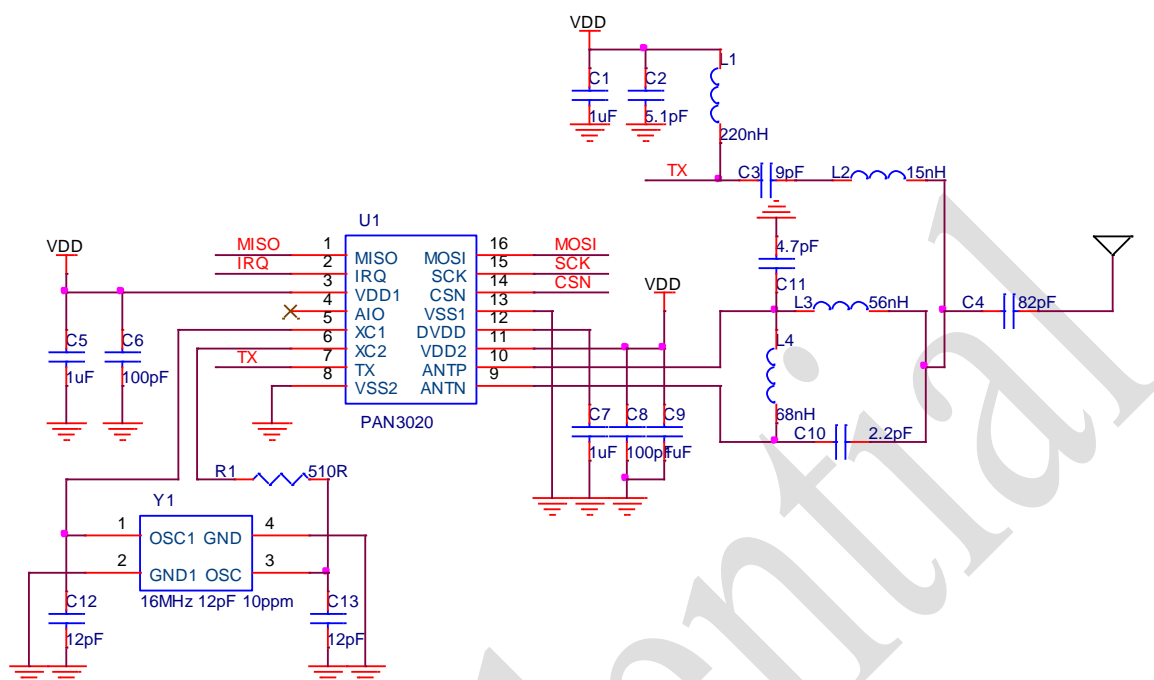 VDD
C1
1uF
C2
5.1pF
L1
220nH
TX
C3
9pF
L2
15nH
4.7pF
C11
L3
56nH
C4
82pF
L4
68nH
C10
2.2pF
U1
MISO
1
MISO
IRQ
2
IRQ
3
VDD1
4
AIO
5
XC1
6
XC2
TX
7
TX
8
VSS2
MOSI
16
MOSI
SCK
15
SCK
CSN
14
CSN
VSS1
13
DVDD
12
VDD2
11
ANTP
10
ANTN
9
PAN3020
VDD
C5
1uF
C6
100pF
VDD
C7
1uF
C8
100pF
C9
1uF
R1
510R
Y1
1
OSC1 GND
4
2
GND1 OSC
3
16MHz 12pF 10ppm
C12
12pF
C13
12pF
ential